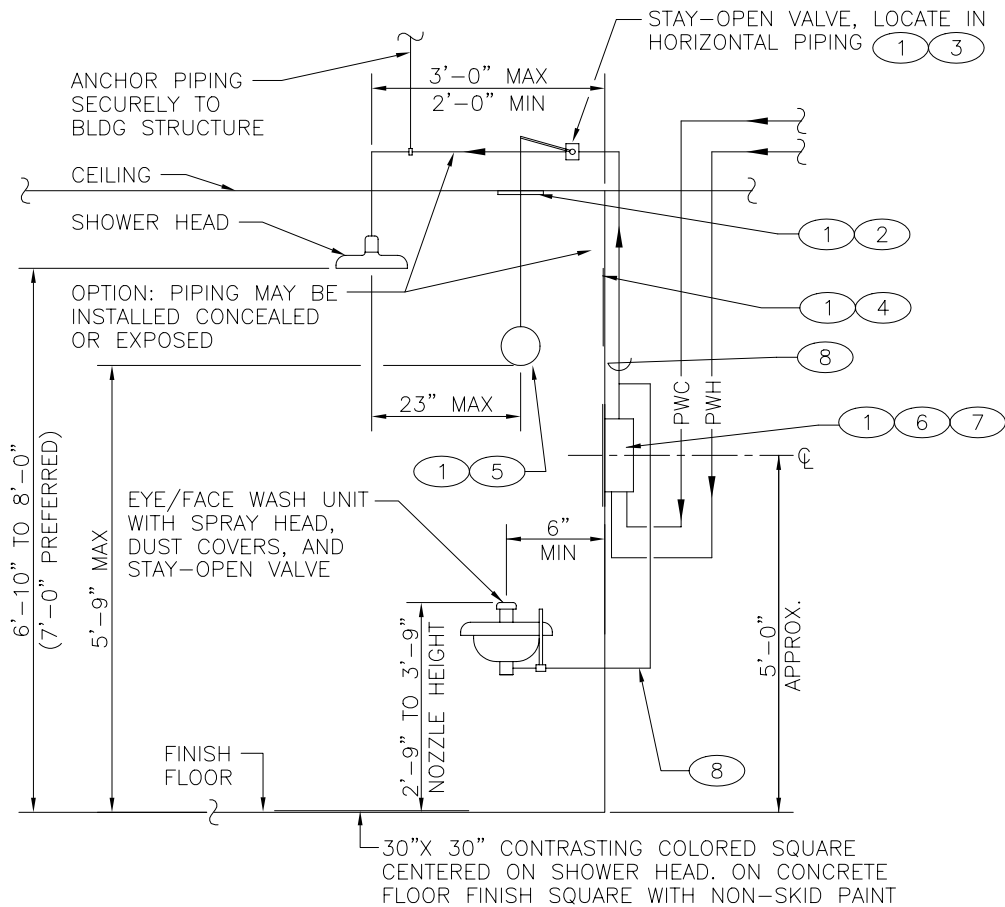 STAY-OPEN VALVE, LOCATE IN
HORIZONTAL PIPING 1 3
ANCHOR PIPING
SECURELY TO
BLDG STRUCTURE
3'-0" MAX
2'-0" MIN
CEILING
SHOWER HEAD
1 2
OPTION: PIPING MAY BE
INSTALLED CONCEALED
OR EXPOSED
1 4
8
PWC
PWH
23" MAX
1 6 7
℄
1 5
6'-10" TO 8'-0"
(7'-0" PREFERRED)
5'-9" MAX
EYE/FACE WASH UNIT
WITH SPRAY HEAD,
DUST COVERS, AND
STAY-OPEN VALVE
6"
MIN
2'-9" TO 3'-9"
NOZZLE HEIGHT
5'-0"
APPROX.
FINISH
FLOOR
8
30"X 30" CONTRASTING COLORED SQUARE
CENTERED ON SHOWER HEAD. ON CONCRETE
FLOOR FINISH SQUARE WITH NON-SKID PAINT